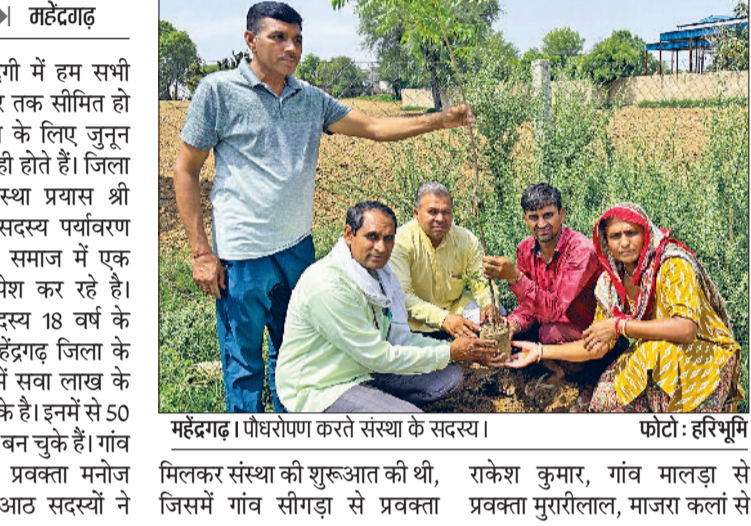 महेंद्रगढ़
में हम सभी
तक सीमित हो
के लिए जुनून
ही होते हैं। जिला
प्रयास श्री
सदस्य पर्यावरण
समाज में एक
कर रहे है।
18 वर्ष के
जिला के
सवा लाख के
है। इनमें से 50
बन चुके हैं। गांव
प्रवक्ता मनोज
आठ सदस्यों ने
महेंद्रगढ़। पौधरोपण करते संस्था के सदस्य। फोटो : हरिभूमि
मिलकर संस्था की शुरूआत की थी,
जिसमें गांव सीगड़ा से प्रवक्ता
राकेश कुमार, गांव मालड़ा से
प्रवक्ता मुरारीलाल, माजरा कलां से